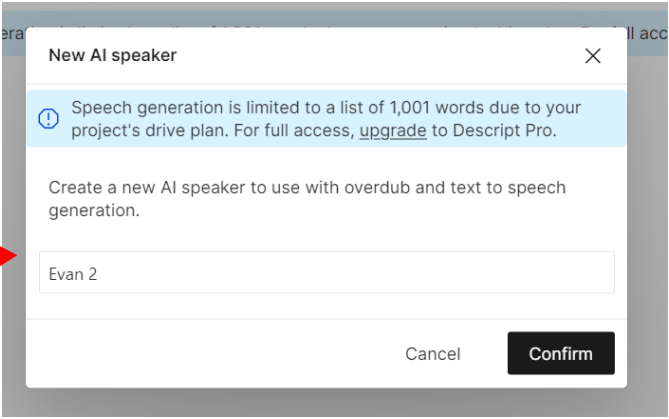 New AI speaker
Speech generation is limited to a list of 1,001 words due to your
project's drive plan. For full access, upgrade to Descript Pro.
Create a new AI speaker to use with overdub and text to speech
generation.
Evan 2
Cancel
Confirm